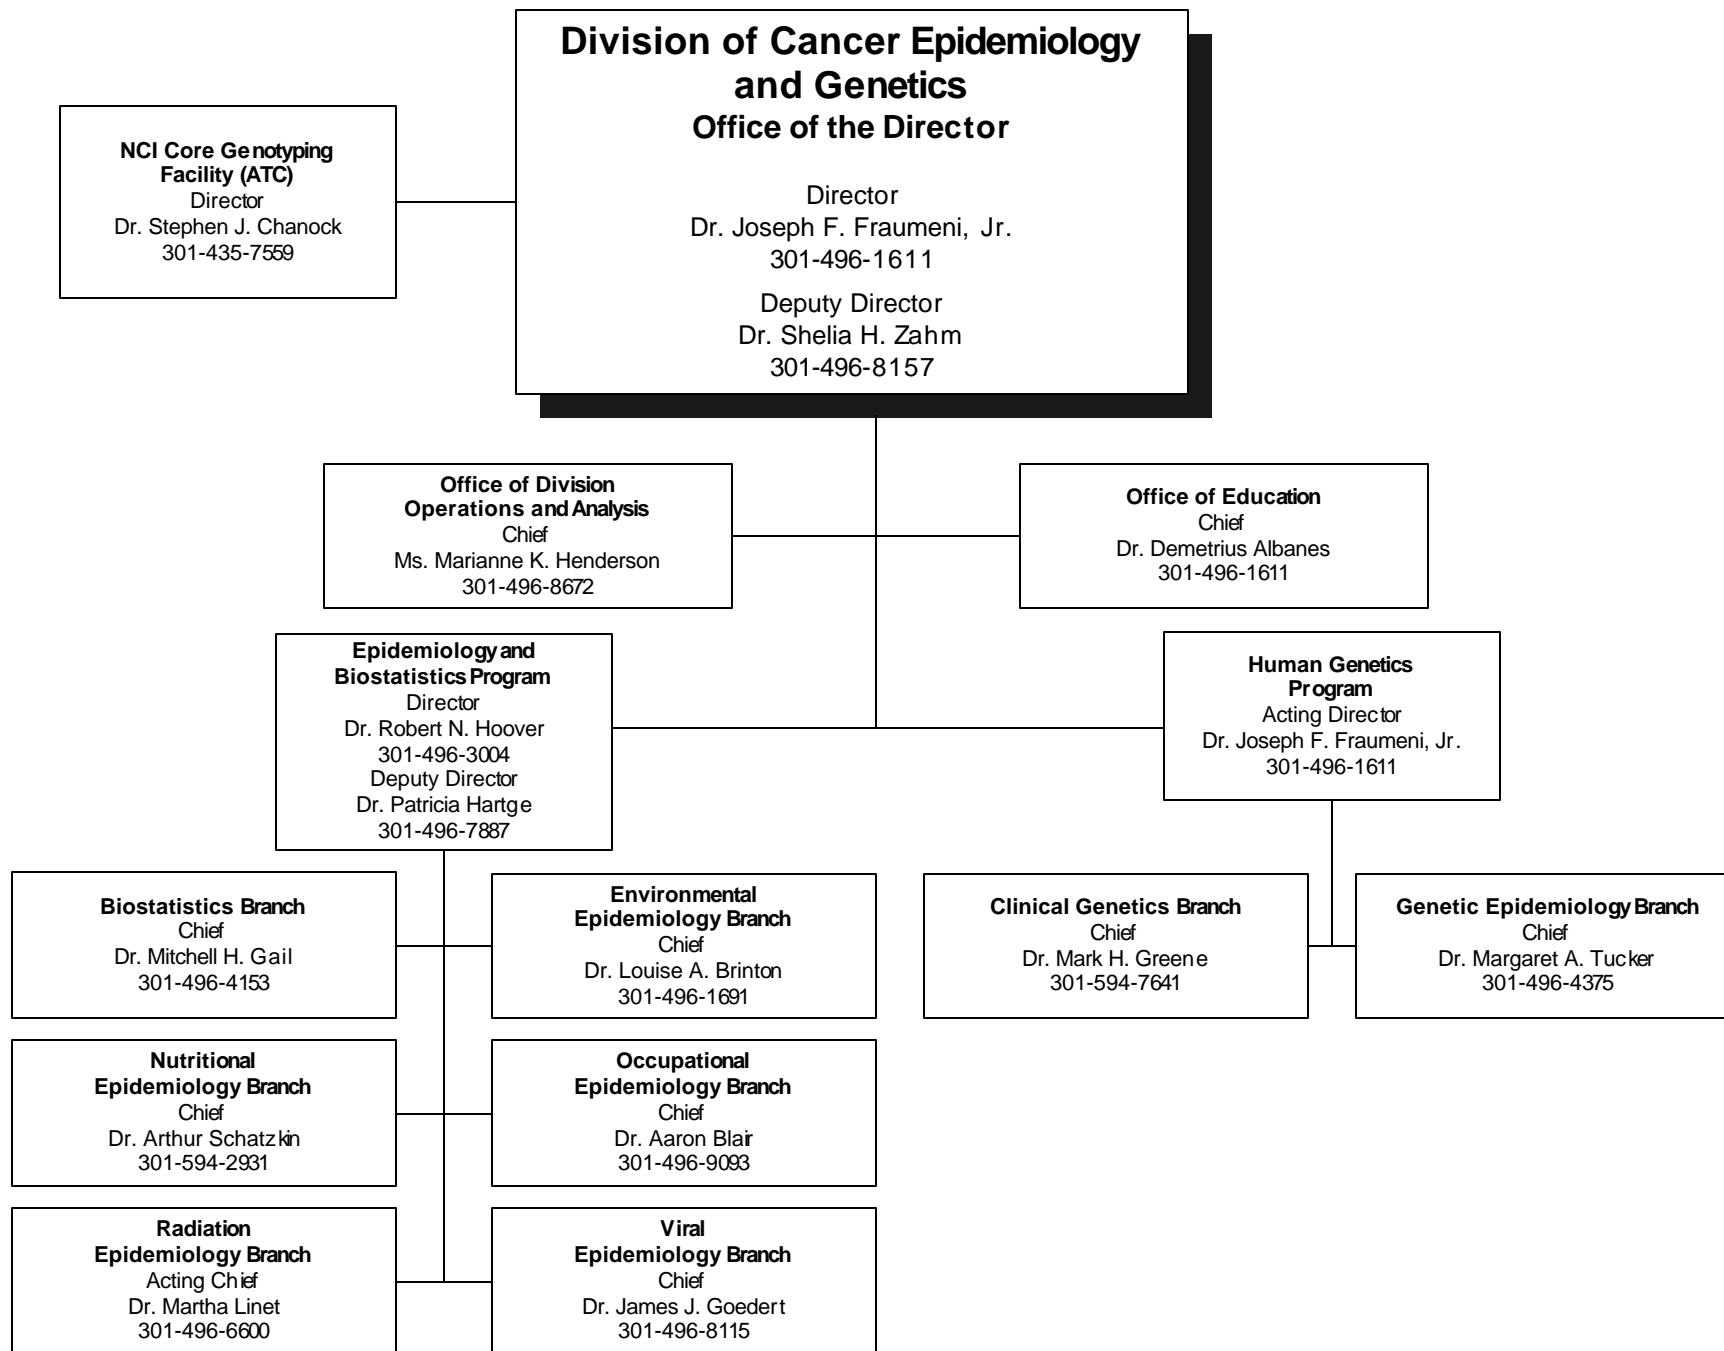 Division of Cancer Epidemiology
and Genetics
Office of the Director
Director
Dr. Joseph F. Fraumeni, Jr.
301-496-1611
Deputy Director
Dr. Shelia H. Zahm
301-496-8157
NCI Core Genotyping
Facility (ATC)
Director
Dr. Stephen J. Chanock
301-435-7559
Office of Division
Operations and Analysis
Chief
Ms. Marianne K. Henderson
301-496-8672
Office of Education
Chief
Dr. Demetrius Albanes
301-496-1611
Epidemiology and
Biostatistics Program
Director
Dr. Robert N. Hoover
301-496-3004
Deputy Director
Dr. Patricia Hartge
301-496-7887
Human Genetics
Program
Acting Director
Dr. Joseph F. Fraumeni, Jr.
301-496-1611
Biostatistics Branch
Chief
Dr. Mitchell H. Gail
301-496-4153
Environmental
Epidemiology Branch
Chief
Dr. Louise A. Brinton
301-496-1691
Clinical Genetics Branch
Chief
Dr. Mark H. Greene
301-594-7641
Genetic Epidemiology Branch
Chief
Dr. Margaret A. Tucker
301-496-4375
Nutritional
Epidemiology Branch
Chief
Dr. Arthur Schatzkin
301-594-2931
Occupational
Epidemiology Branch
Chief
Dr. Aaron Blair
301-496-9093
Radiation
Epidemiology Branch
Acting Chief
Dr. Martha Linet
301-496-6600
Viral
Epidemiology Branch
Chief
Dr. James J. Goedert
301-496-8115